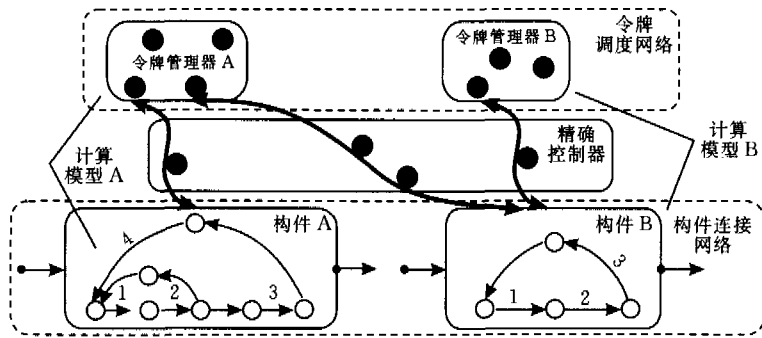 令牌
调度网络
令牌管理器 A
令牌管理器 B
精确
控制器
计算
模型 A
计算
模型 B
构件 A
构件 B
构件连接
网络
4
1
2
3
1
2
3